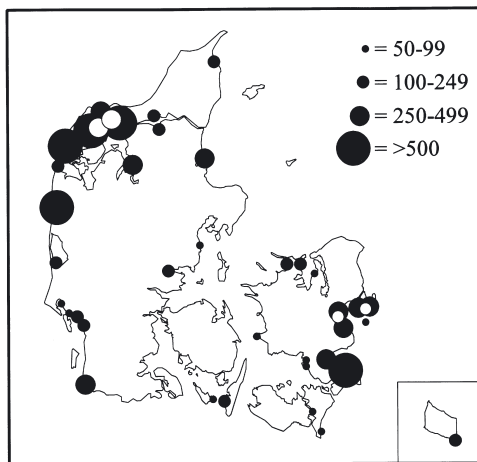 = 50-99
= 100-249
= 250-499
= >500